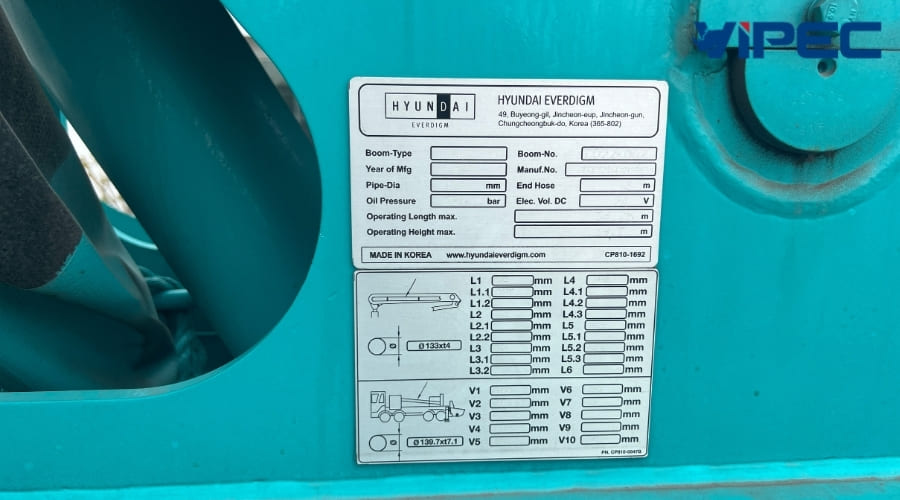 VIPEC
HYUNDAI
EVERDIGM
HYUNDAI EVERDIGM
49, Buyeong-gil, Jincheon-eup, Jincheon-gun,
Chungcheongbuk-do, Korea (365-802)
Boom-Type Boom-No.
Year of Mfg Manuf.No.
Pipe-Dia mm End Hose m
Oil Pressure bar Elec. Vol. DC V
Operating Length max. m
Operating Height max. m
MADE IN KOREA www.hyundaieverdigm.com CP810-1692
L1 mm L4 mm
L1.1 mm L4.1 mm
L1.2 mm L4.2 mm
L2 mm L4.3 mm
L2.1 mm L5 mm
L2.2 mm L5.1 mm
L3 mm L5.2 mm
L3.1 mm L5.3 mm
L3.2 mm L6 mm
Ø 133xt4
V1 mm V6 mm
V2 mm V7 mm
V3 mm V8 mm
V4 mm V9 mm
V5 mm V10 mm
Ø 139.7xt7.1